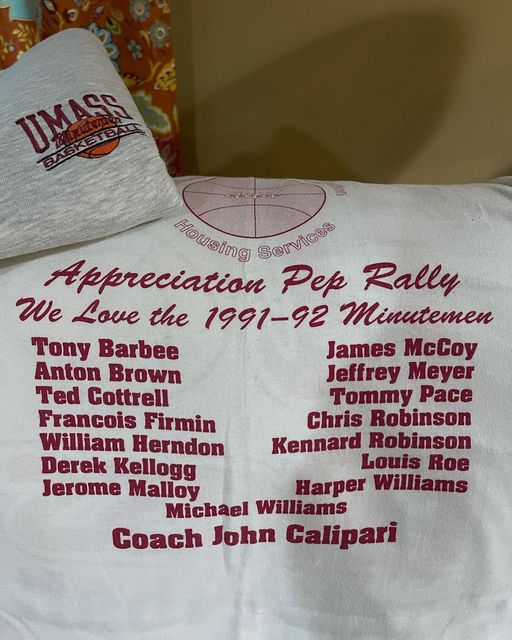 UMASS
BASKETBALL
Housing Services
Appreciation Pep Rally
We Love the 1991-92 Minutemen
Tony Barbee James McCoy
Anton Brown Jeffrey Meyer
Ted Cottrell Tommy Pace
Francois Firmin Chris Robinson
William Herndon Kennard Robinson
Derek Kellogg Louis Roe
Jerome Malloy Harper Williams
Michael Williams
Coach John Calipari